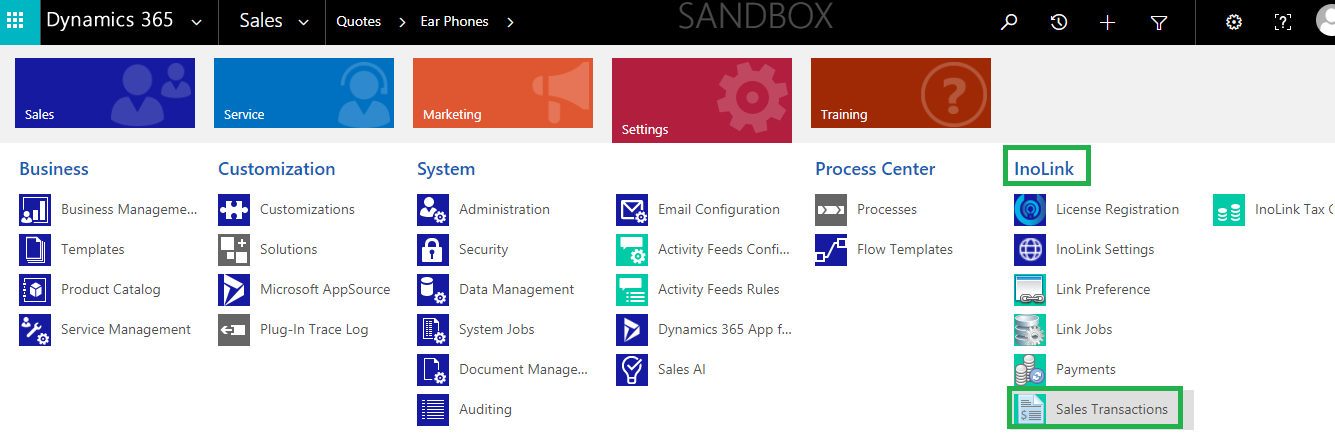 Dynamics 365 Sales Quotes Ear Phones SANDBOX
Sales Service Marketing Settings Training
Business
Business Manageme...
Templates
Product Catalog
Service Management
Customization
Customizations
Solutions
Microsoft AppSource
Plug-In Trace Log
System
Administration
Security
Data Management
System Jobs
Document Manage...
Auditing
Email Configuration
Activity Feeds Confi...
Activity Feeds Rules
Dynamics 365 App f...
Sales AI
Process Center
Processes
Flow Templates
InoLink
License Registration
InoLink Settings
Link Preference
Link Jobs
Payments
Sales Transactions
InoLink Tax